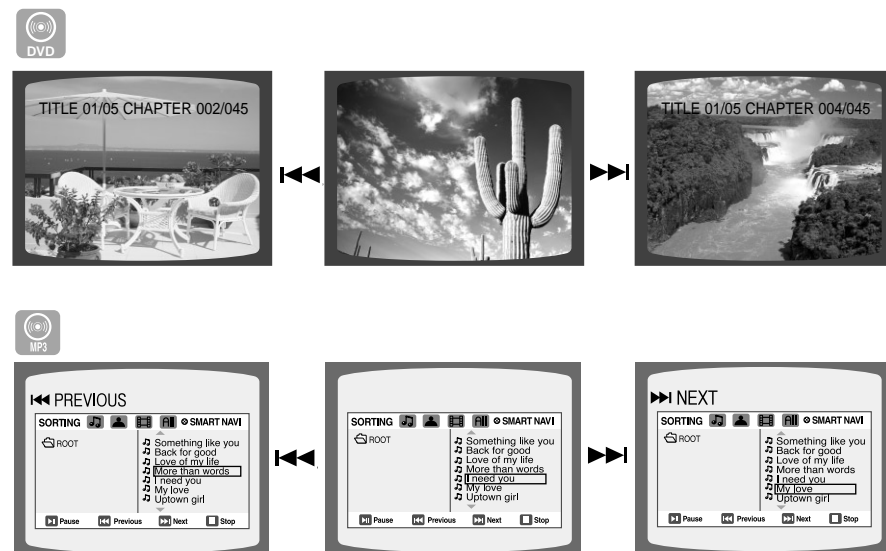 DVD
TITLE 01/05 CHAPTER 002/045
TITLE 01/05 CHAPTER 004/045
MP3
PREVIOUS
SORTING All SMART NAVI
ROOT
Something like you
Back for good
Love of my life
More than words
I need you
My love
Uptown girl
Pause Previous Next Stop
SORTING All SMART NAVI
ROOT
Something like you
Back for good
Love of my life
More than words
I need you
My love
Uptown girl
Pause Previous Next Stop
NEXT
SORTING All SMART NAVI
ROOT
Something like you
Back for good
Love of my life
More than words
I need you
My love
Uptown girl
Pause Previous Next Stop